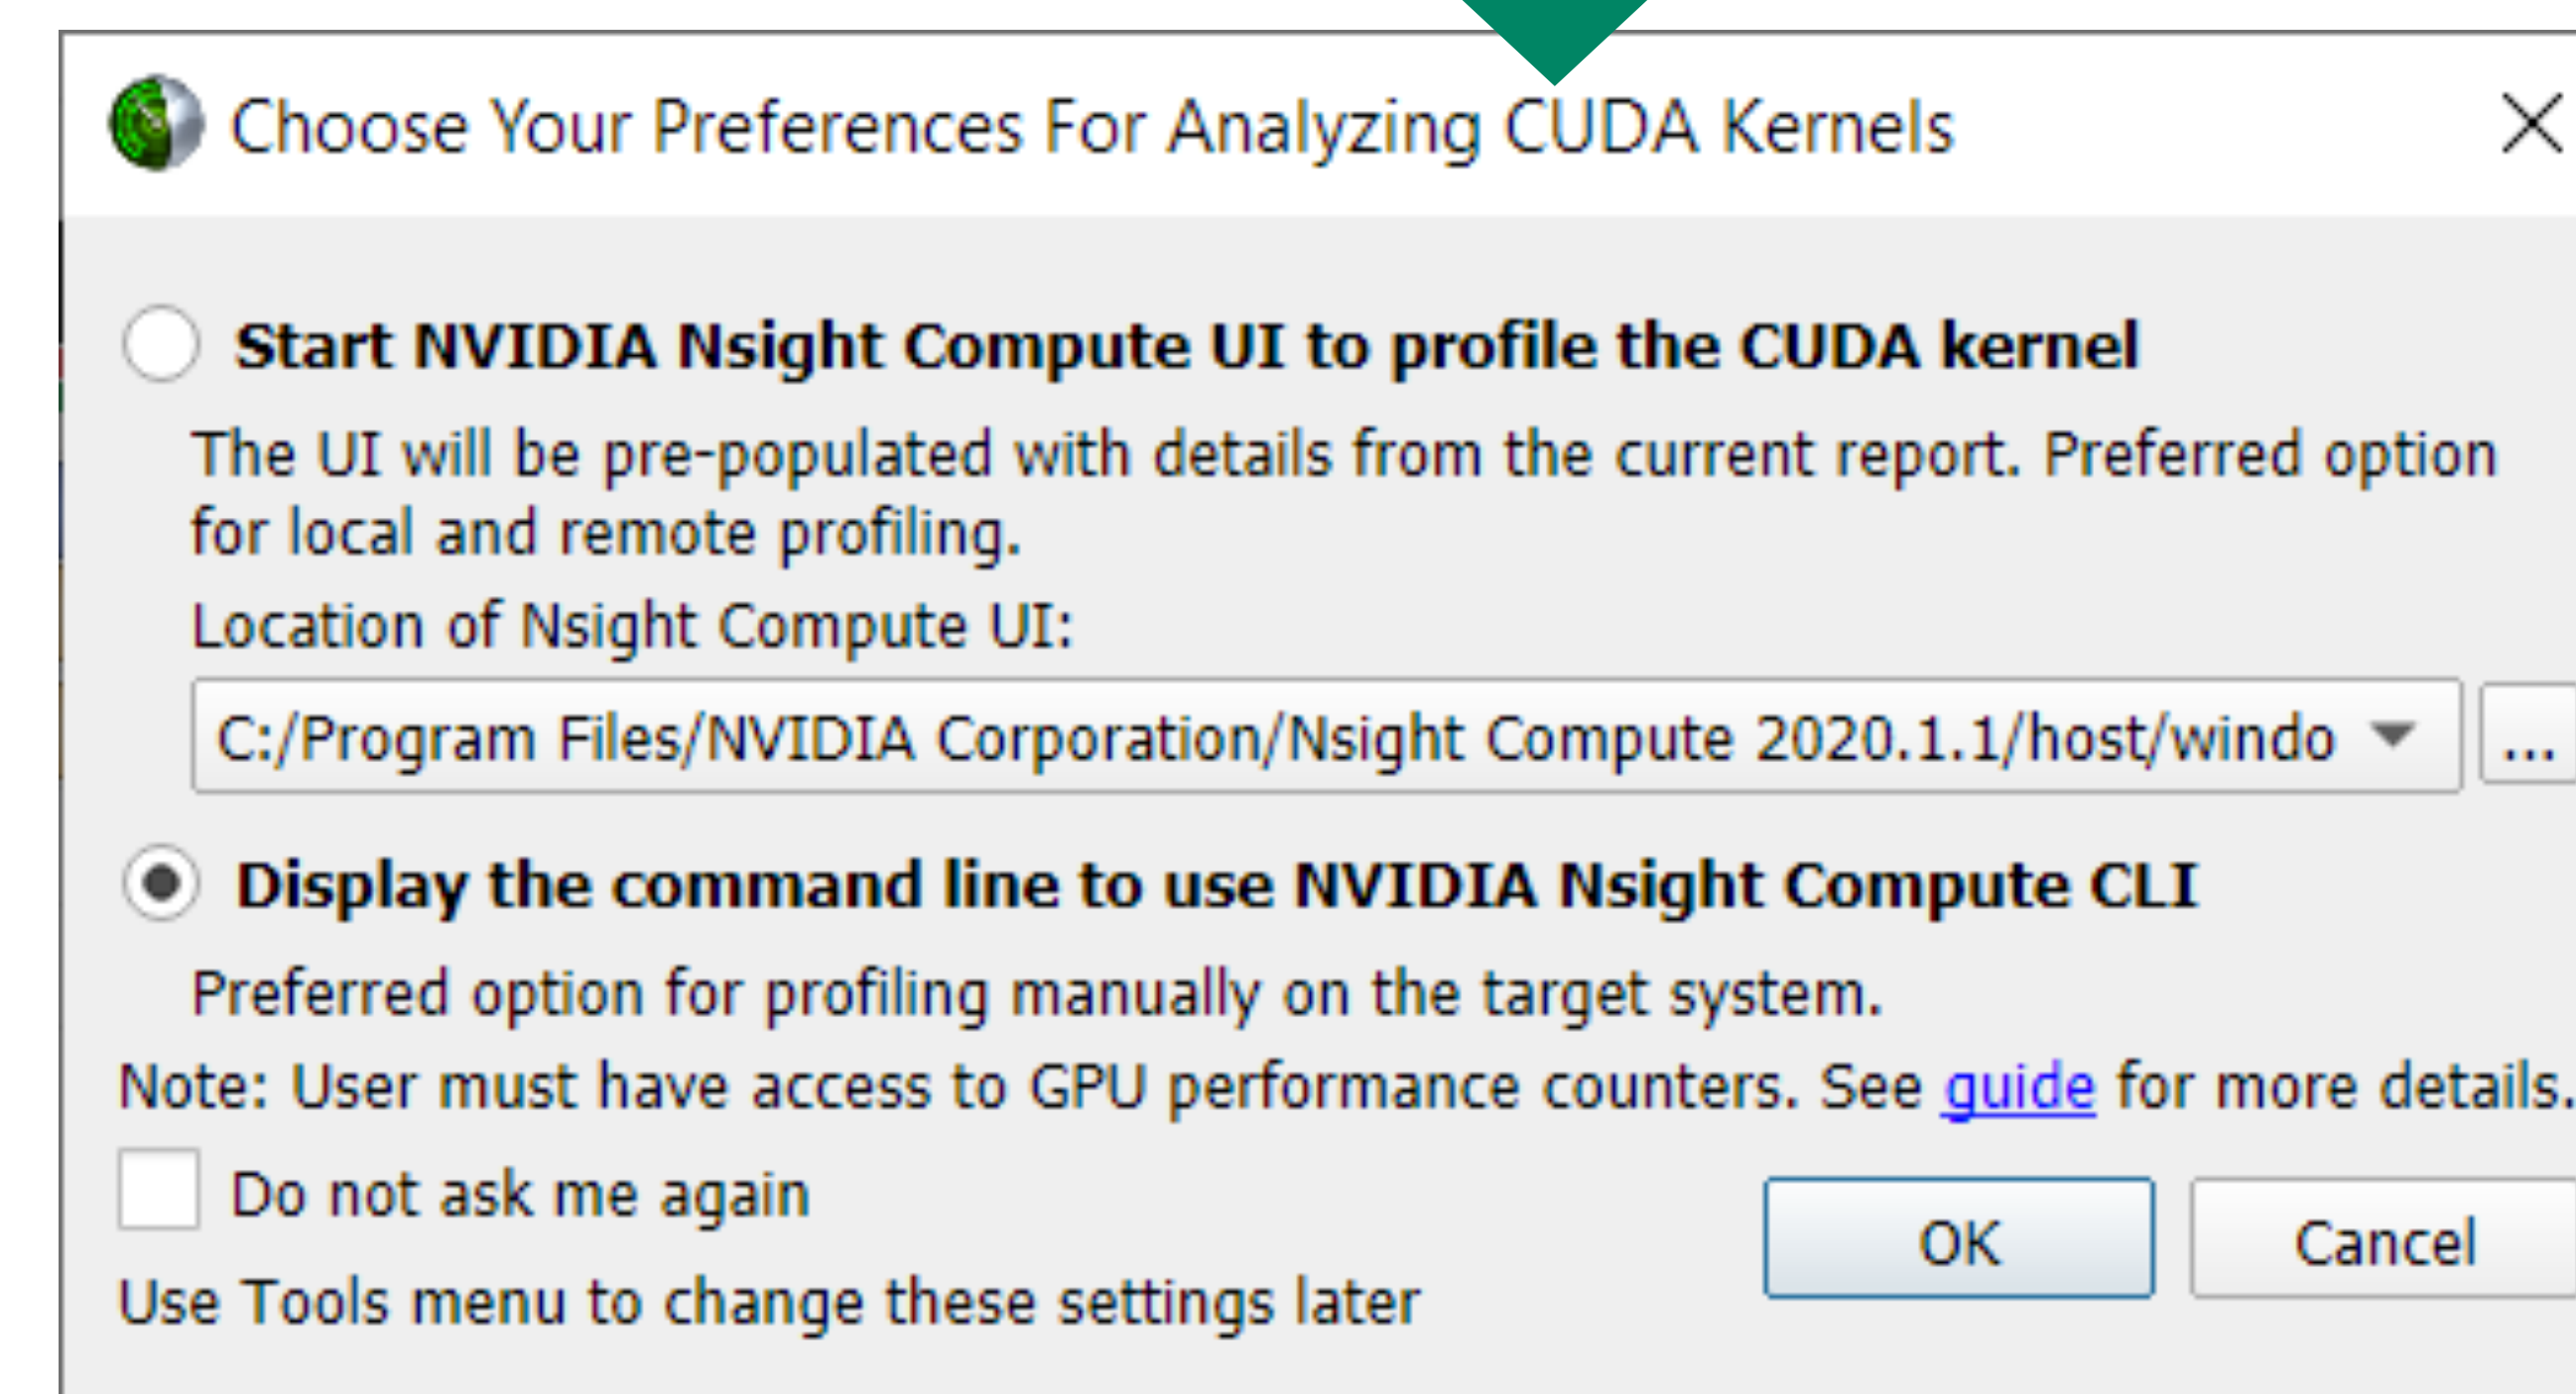 Choose Your Preferences For Analyzing CUDA Kernels
Start NVIDIA Nsight Compute UI to profile the CUDA kernel
The UI will be pre-populated with details from the current report. Preferred option
for local and remote profiling.
Location of Nsight Compute UI:
C:/Program Files/NVIDIA Corporation/Nsight Compute 2020.1.1/host/windo
...
Display the command line to use NVIDIA Nsight Compute CLI
Preferred option for profiling manually on the target system.
Note: User must have access to GPU performance counters. See guide for more details.
Do not ask me again
OK
Cancel
Use Tools menu to change these settings later